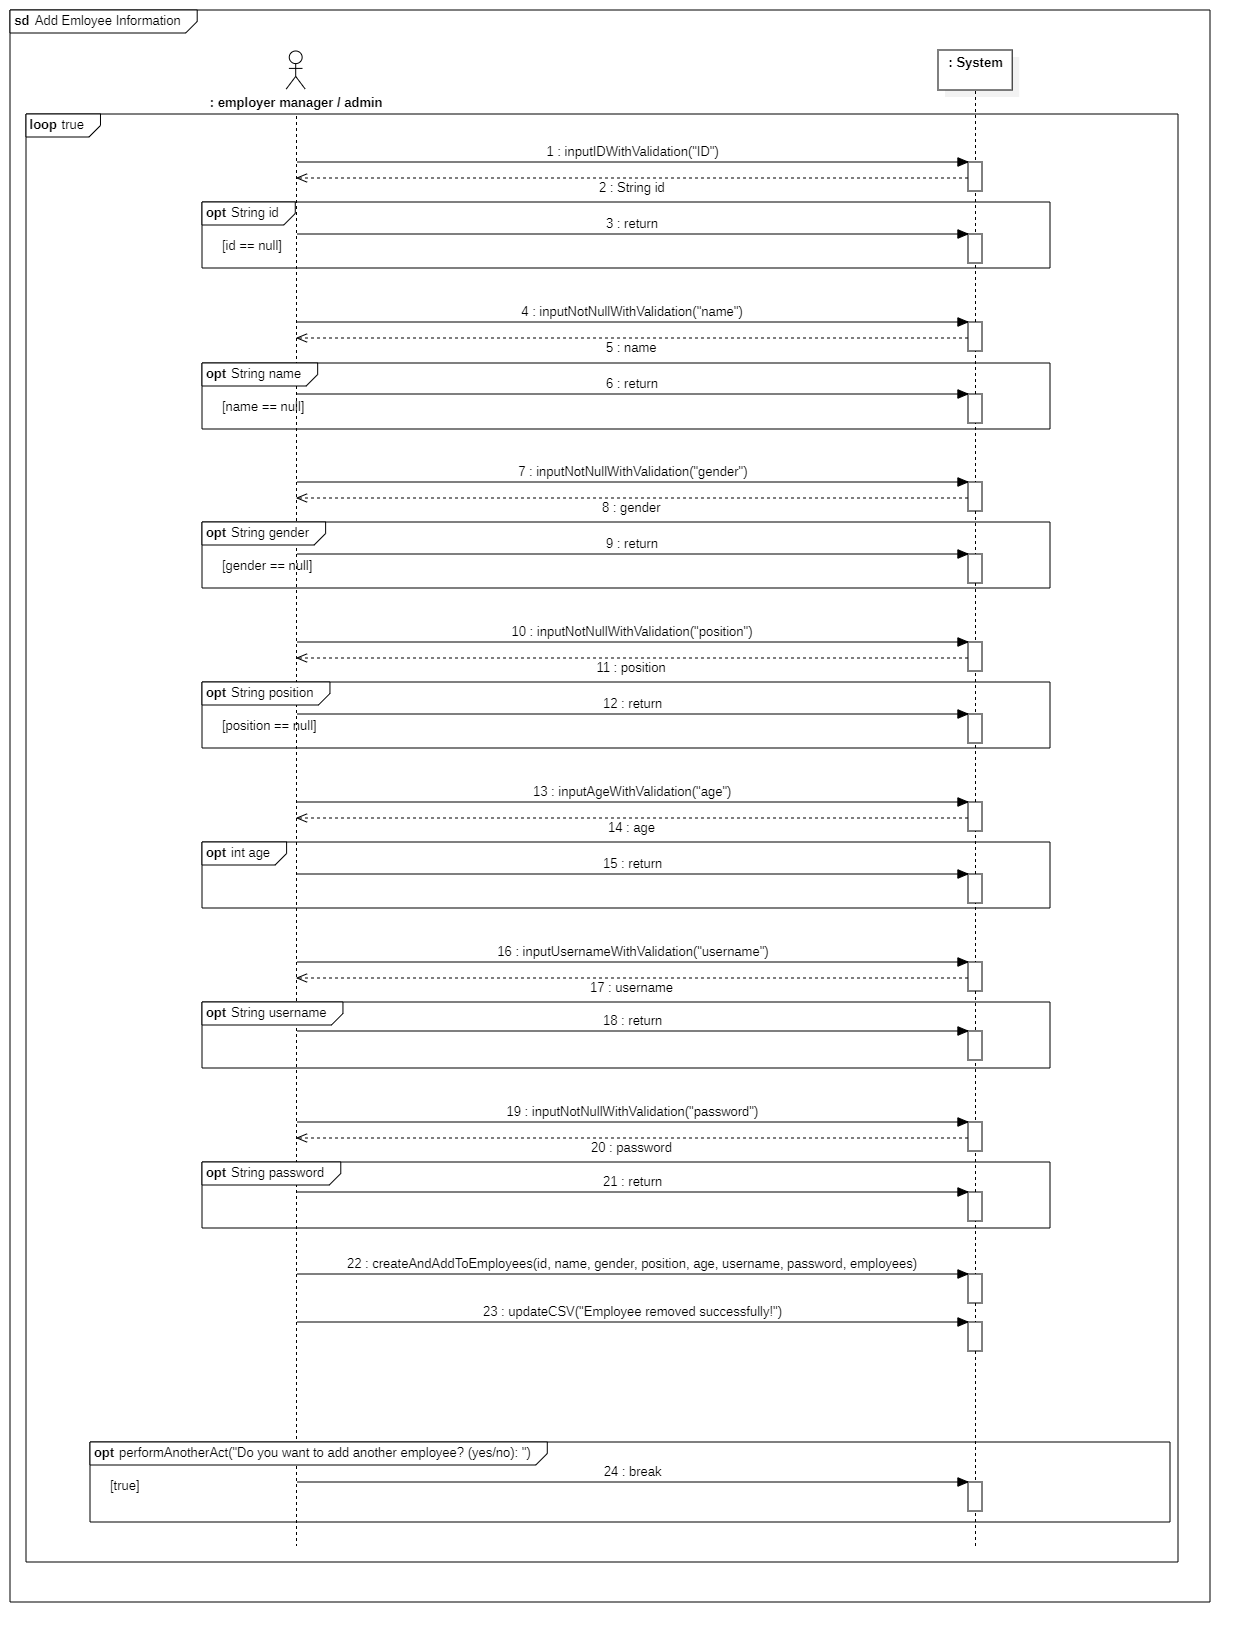 sd Add Emloyee Information
: System
: employer manager / admin
loop true
1 : inputIDWithValidation("ID")
2 : String id
opt String id
3 : return
[id == null]
4 : inputNotNullWithValidation("name")
5 : name
opt String name
6 : return
[name == null]
7 : inputNotNullWithValidation("gender")
8 : gender
opt String gender
9 : return
[gender == null]
10 : inputNotNullWithValidation("position")
11 : position
opt String position
12 : return
[position == null]
13 : inputAgeWithValidation("age")
14 : age
opt int age
15 : return
16 : inputUsernameWithValidation("username")
17 : username
opt String username
18 : return
19 : inputNotNullWithValidation("password")
20 : password
opt String password
21 : return
22 : createAndAddToEmployees(id, name, gender, position, age, username, password, employees)
23 : updateCSV("Employee removed successfully!")
opt performAnotherAct("Do you want to add another employee? (yes/no): ")
24 : break
[true]